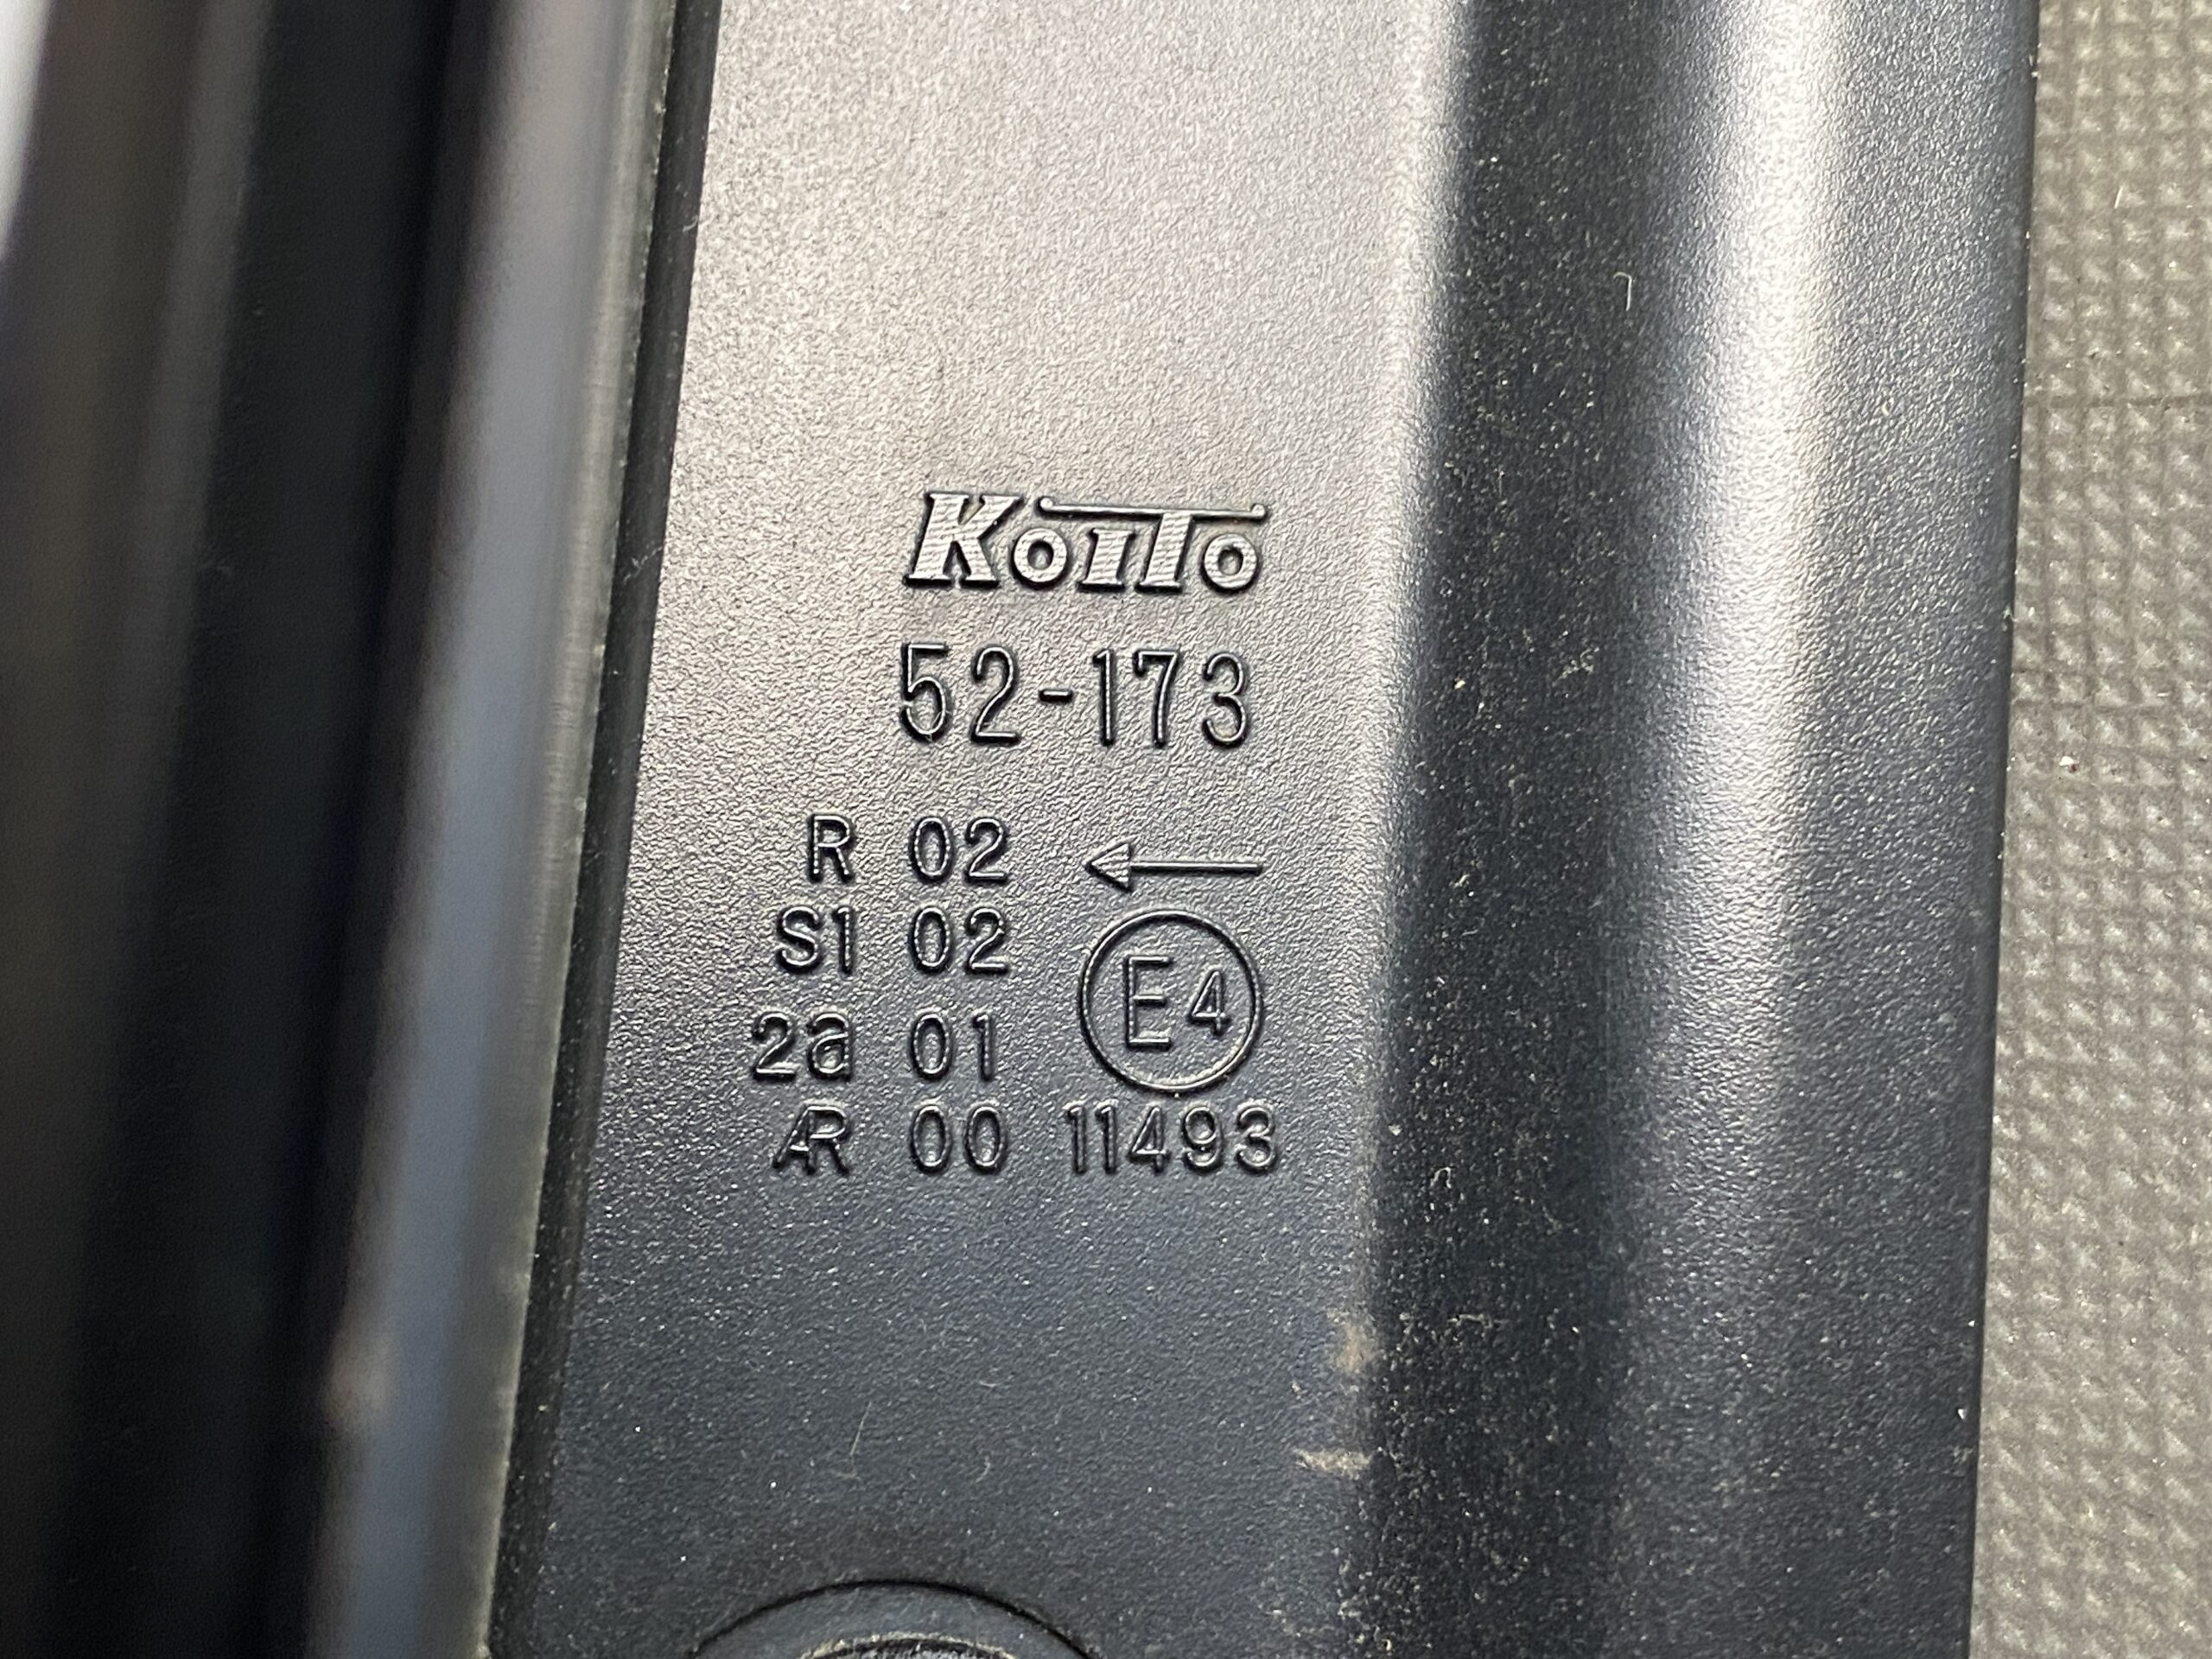 KoiTo
52-173
R 02 ←
S1 02
2a 01 E4
AR 00 11493